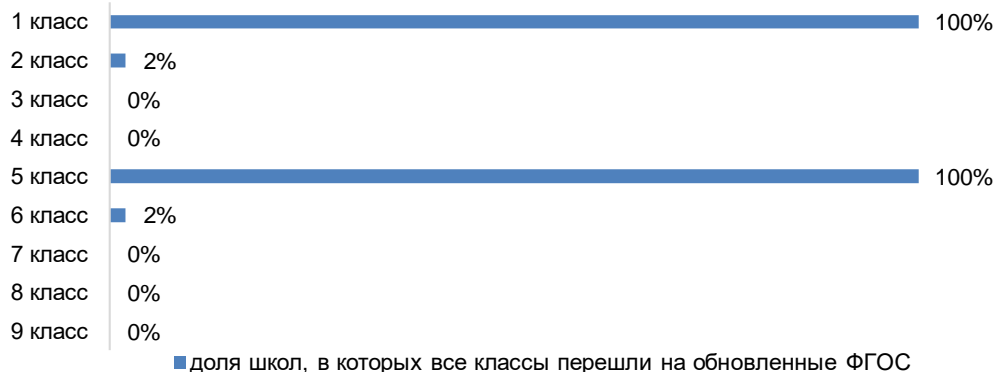 1 класс 100%
2 класс 2%
3 класс 0%
4 класс 0%
5 класс 100%
6 класс 2%
7 класс 0%
8 класс 0%
9 класс 0%
доля школ, в которых все классы перешли на обновленные ФГОС